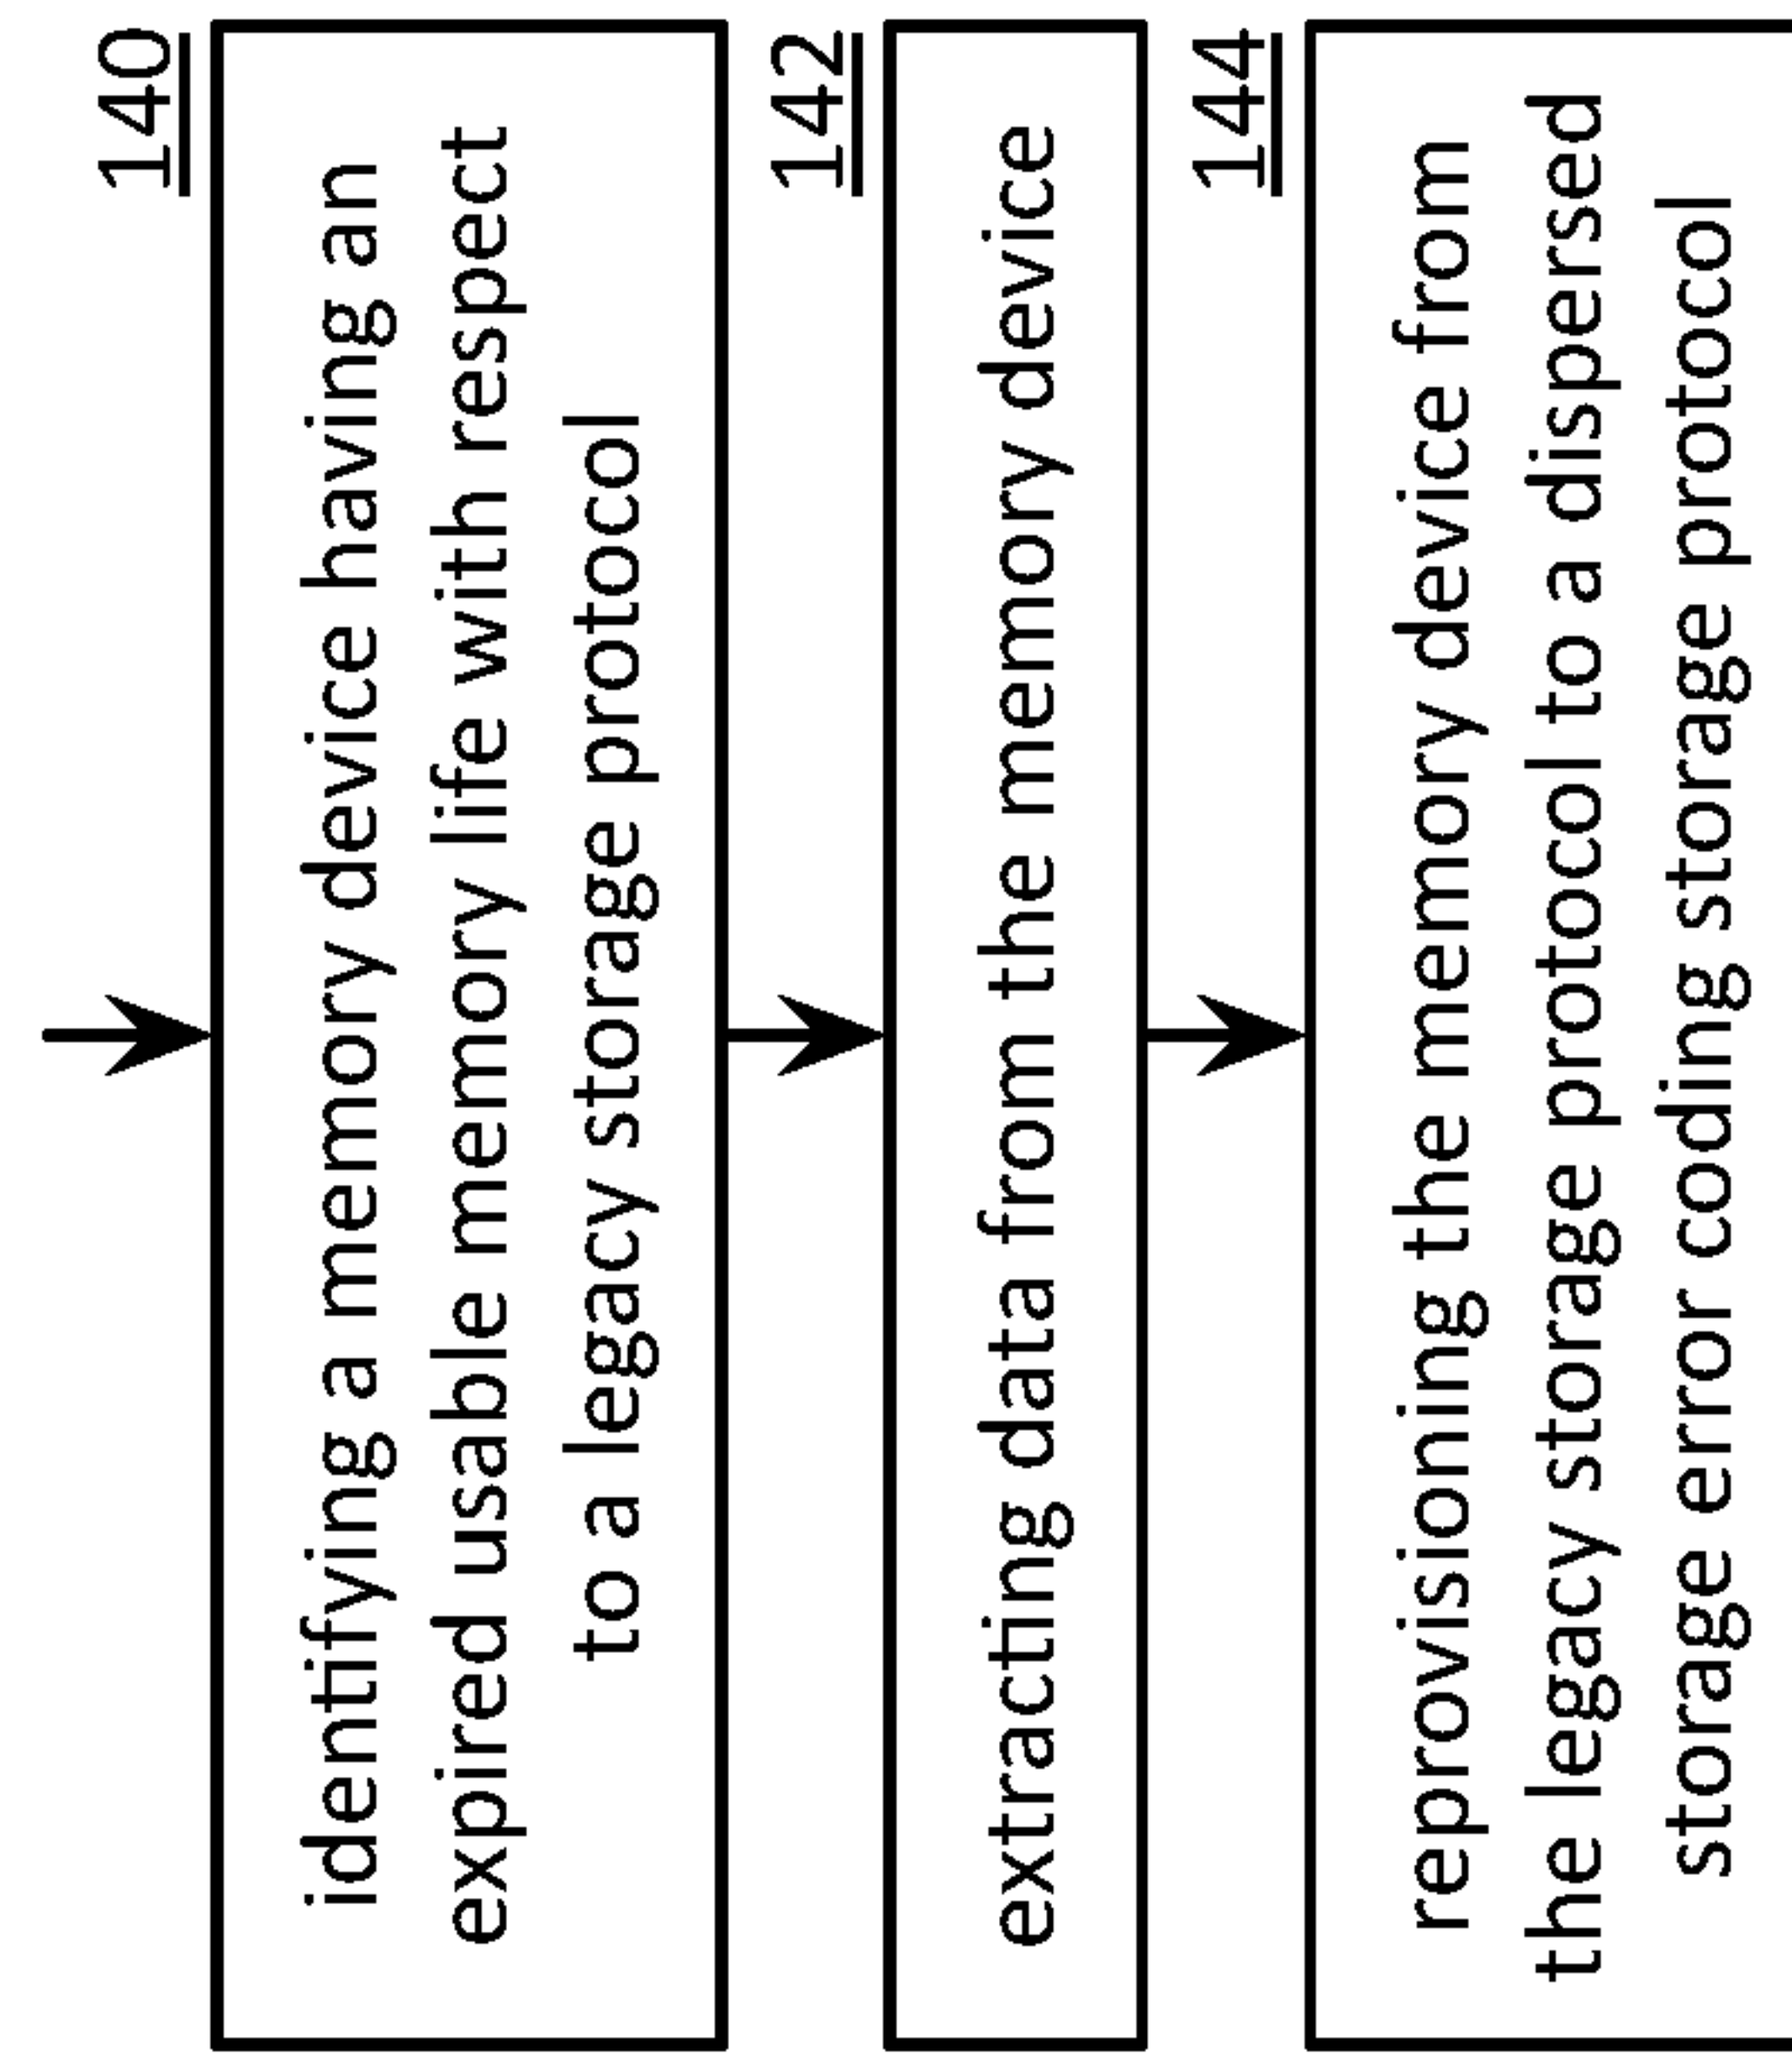 140
identifying a memory device having an
expired usable memory life with respect
to a legacy storage protocol
142
extracting data from the memory device
144
reprovisioning the memory device from
the legacy storage protocol to a dispersed
storage error coding storage protocol